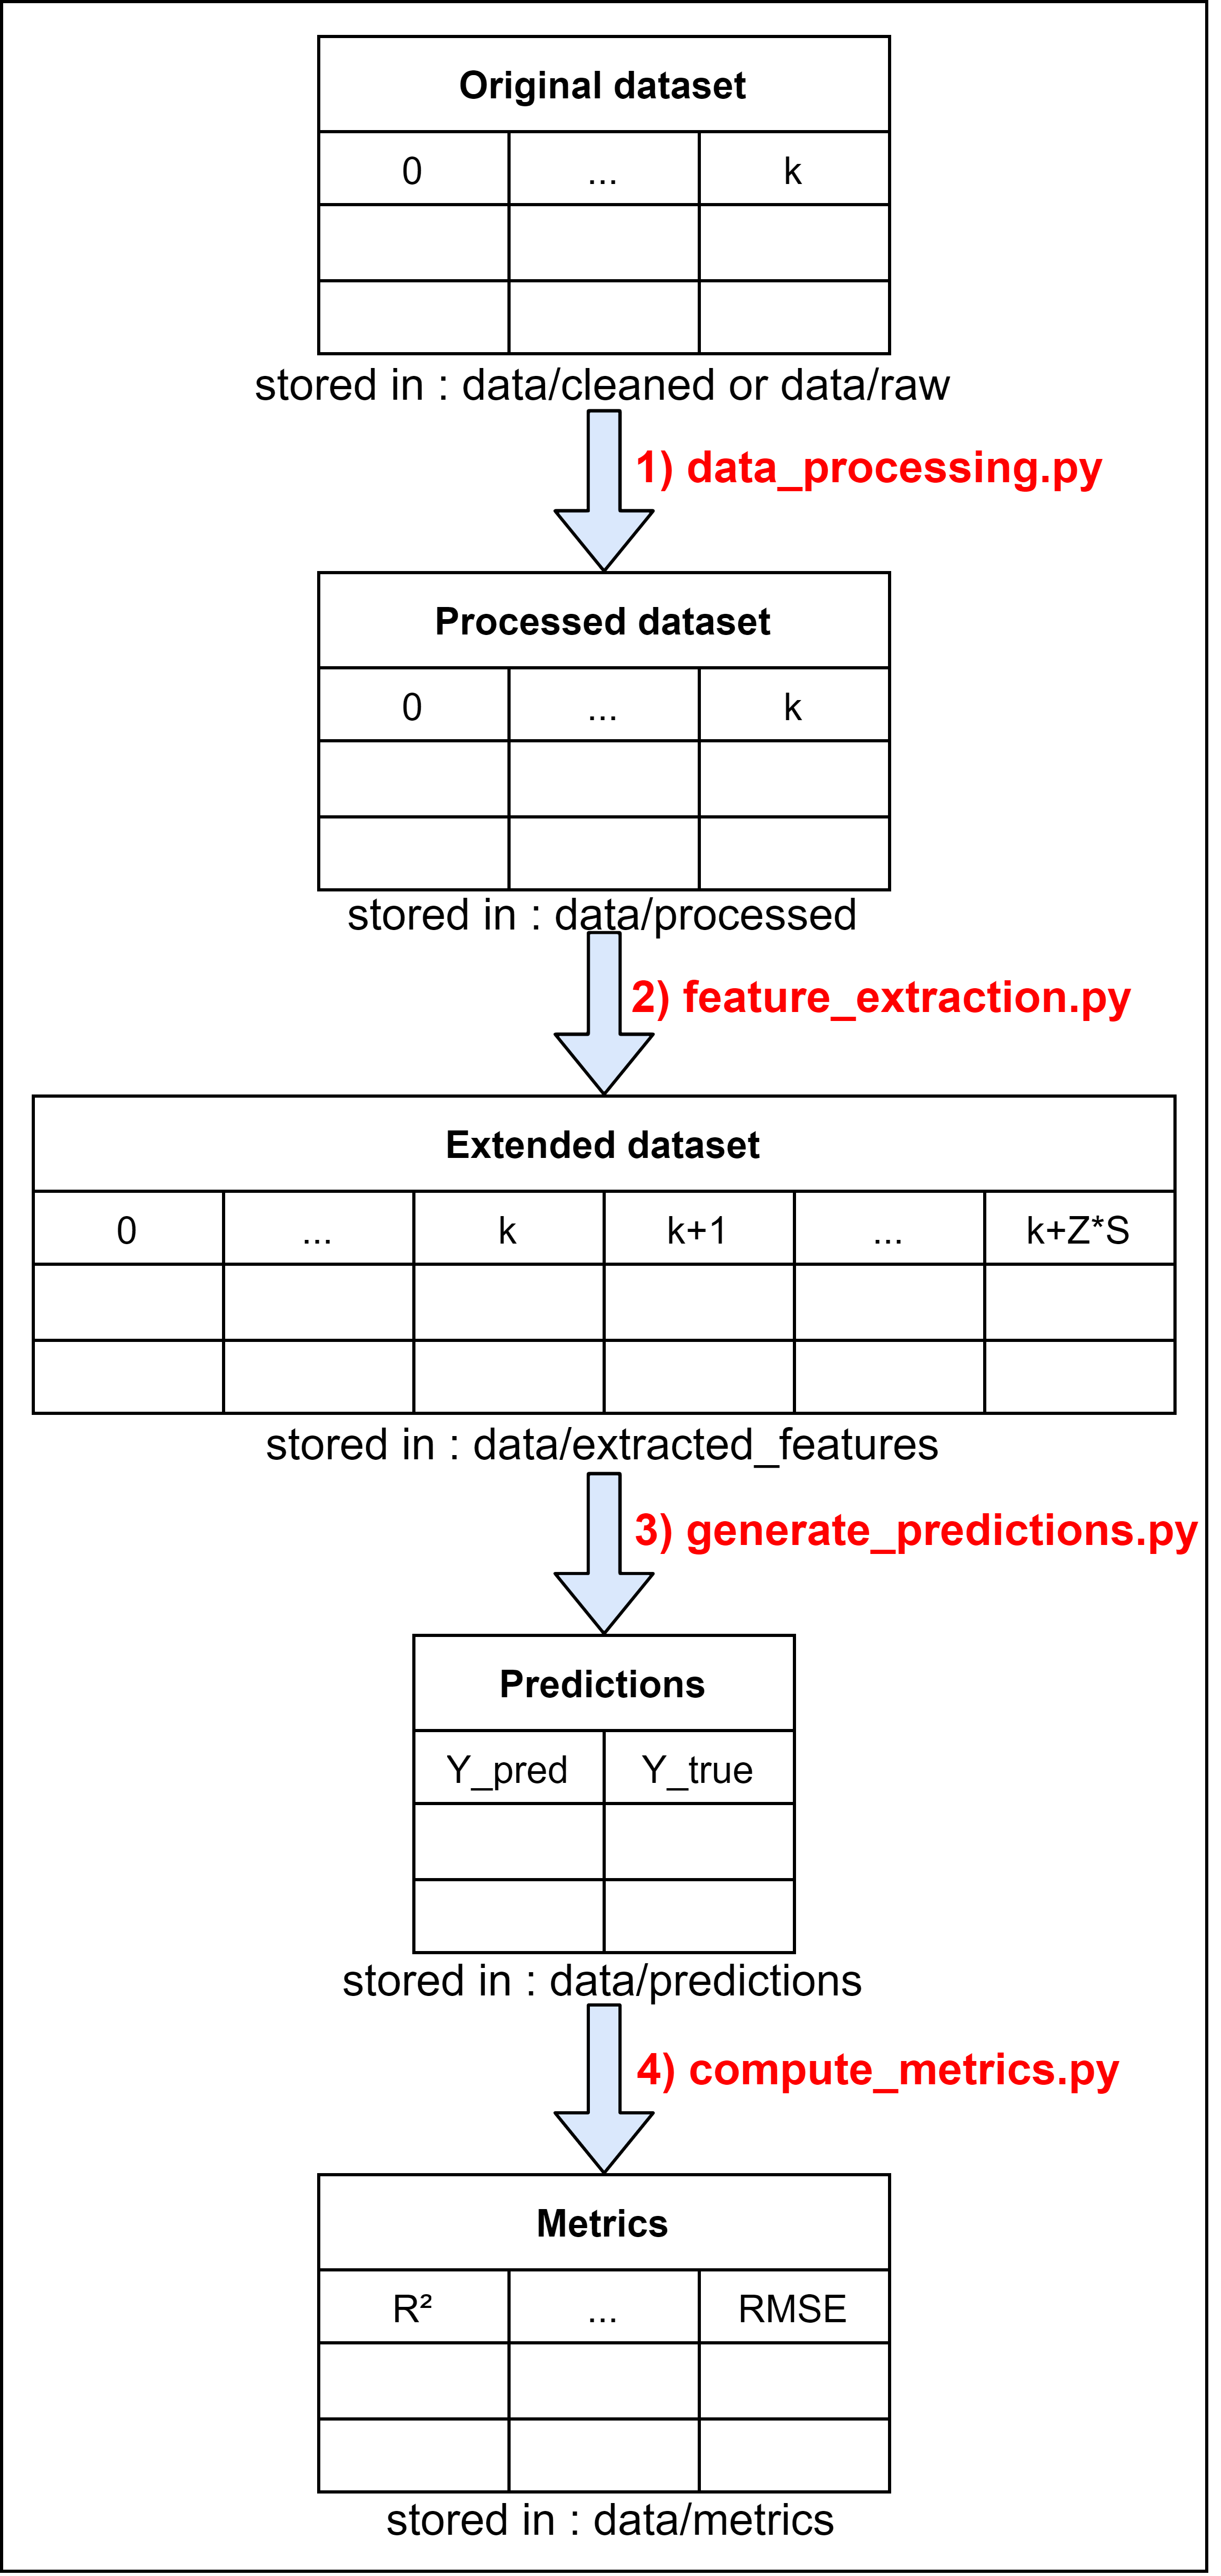 Original dataset
0 ... k
stored in : data/cleaned or data/raw
1) data_processing.py
Processed dataset
0 ... k
stored in : data/processed
2) feature_extraction.py
Extended dataset
0 ... k k+1 ... k+Z*S
stored in : data/extracted_features
3) generate_predictions.py
Predictions
Y_pred Y_true
stored in : data/predictions
4) compute_metrics.py
Metrics
R² ... RMSE
stored in : data/metrics